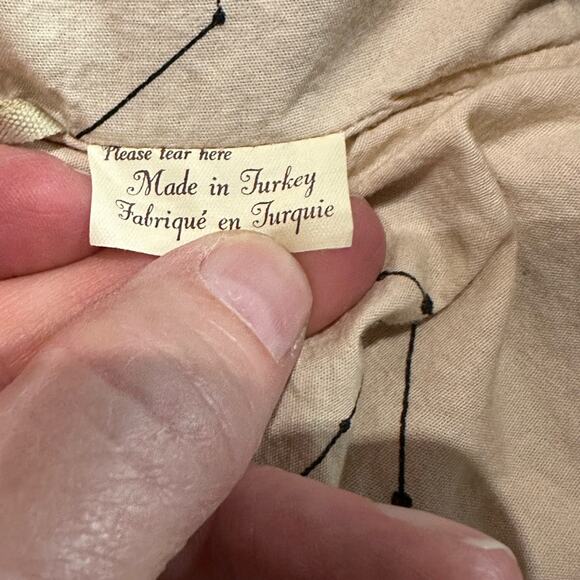 Please tear here
Made in Turkey
Fabriqué en Turquie